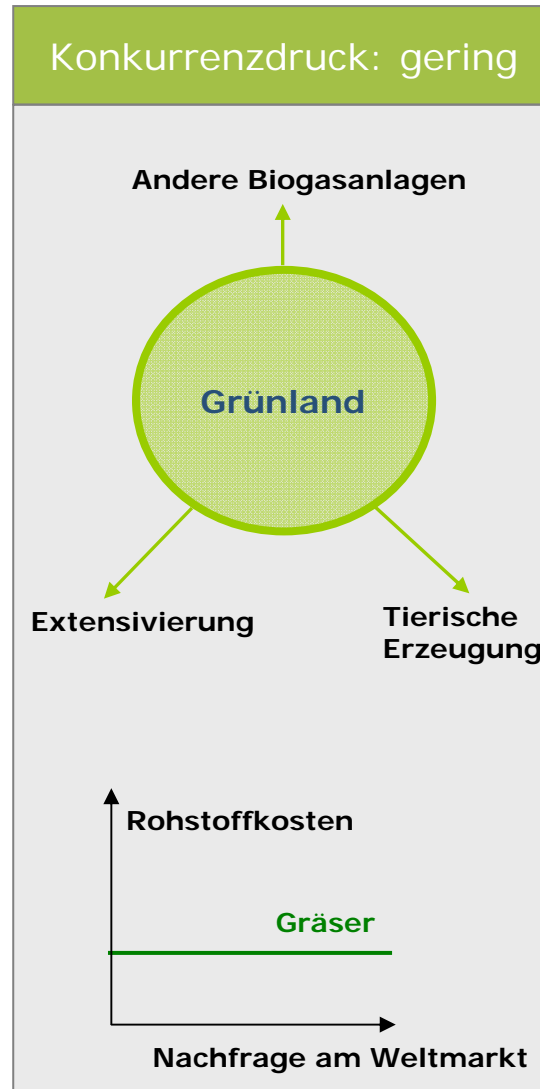 Konkurrenzdruck: gering
Andere Biogasanlagen
Grünland
Extensivierung
Tierische
Erzeugung
Rohstoffkosten
Gräser
Nachfrage am Weltmarkt